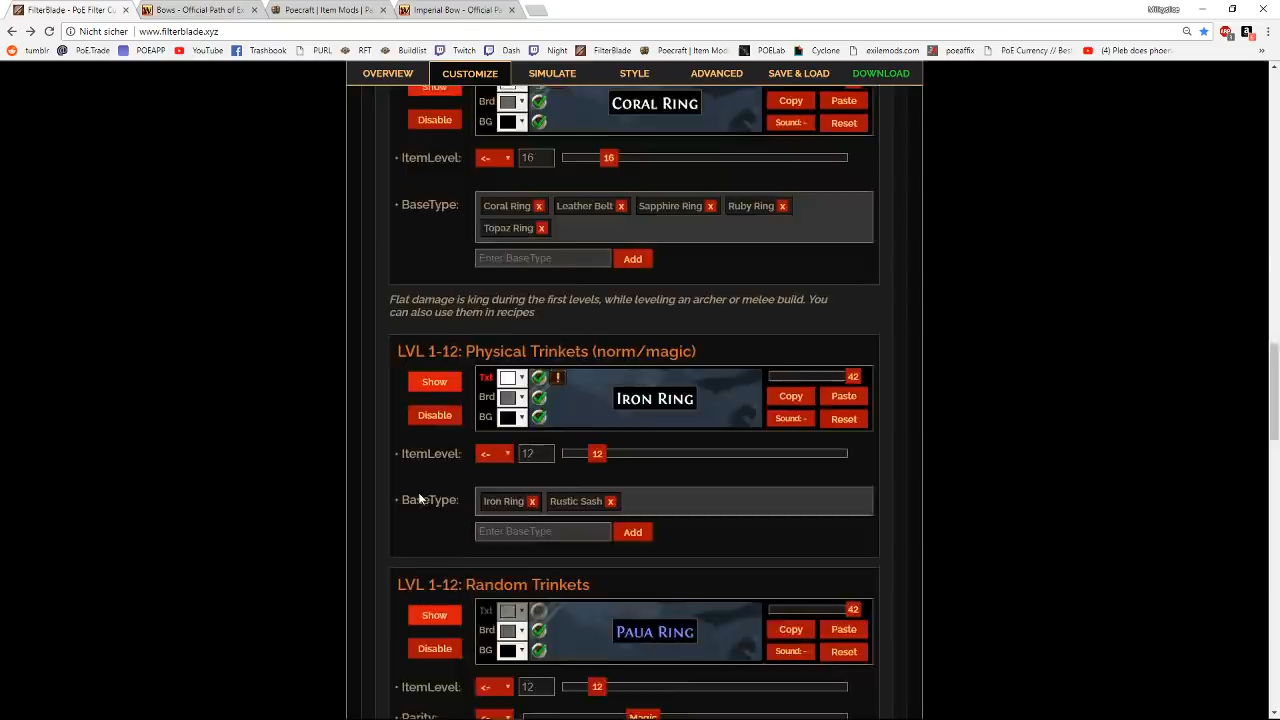 FilterBlade - PoE Filter Cu
Bows - Official Path of Ex
Poecraft | Item Mods | Pa
Imperial Bow - Official Pa
Milkyslice
Nicht sicher | www.filterblade.xyz
tumblr
PoE.Trade
POEAPP
YouTube
Trashbook
PURL
RFT
Buildlist
Twitch
Dash
Night
FilterBlade
Poecraft | Item Mod
POELab
Cyclone
exilemods.com
poeaffix
PoE Currency //Best
(4) Pleb does phoen
OVERVIEW
CUSTOMIZE
SIMULATE
STYLE
ADVANCED
SAVE & LOAD
DOWNLOAD
Show
Disable
Brd
BG
CORAL RING
Copy
Paste
Sound: -
Reset
• ItemLevel:
<-
16
16
• BaseType:
Coral Ring x
Leather Belt x
Sapphire Ring x
Ruby Ring x
Topaz Ring x
Enter BaseType
Add
Flat damage is king during the first levels, while leveling an archer or melee build. You
can also use them in recipes
LVL 1-12: Physical Trinkets (norm/magic)
Show
Disable
Txt
Brd
BG
!
IRON RING
42
Copy
Paste
Sound: -
Reset
• ItemLevel:
<-
12
12
• BaseType:
Iron Ring x
Rustic Sash x
Enter BaseType
Add
LVL 1-12: Random Trinkets
Show
Disable
Txt
Brd
BG
PAUA RING
42
Copy
Paste
Sound: -
Reset
• ItemLevel:
<-
12
12
• Rarity:
<-
Magic